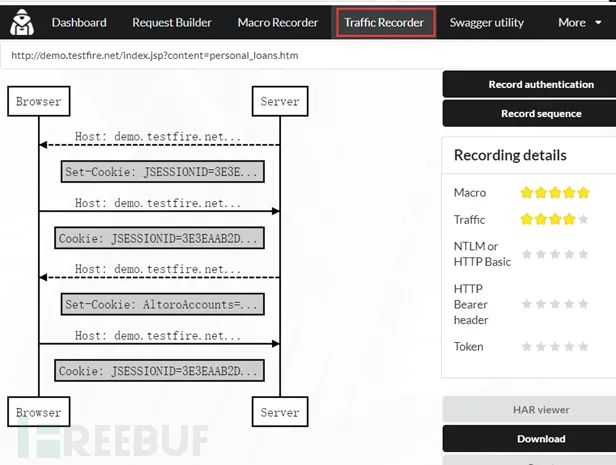 Dashboard Request Builder Macro Recorder Traffic Recorder Swagger utility More
http://demo.testfire.net/index.jsp?content=personal_loans.htm
Browser Server
Host: demo.testfire.net...
Set-Cookie: JSESSIONID=3E3E...
Host: demo.testfire.net...
Cookie: JSESSIONID=3E3EAAB2D...
Host: demo.testfire.net...
Set-Cookie: AltoroAccounts=...
Host: demo.testfire.net...
Cookie: JSESSIONID=3E3EAAB2D...
Browser Server
Record authentication
Record sequence
Recording details
Macro
Traffic
NTLM or
HTTP Basic
HTTP
Bearer
header
Token
HAR viewer
Download
FREEBUF